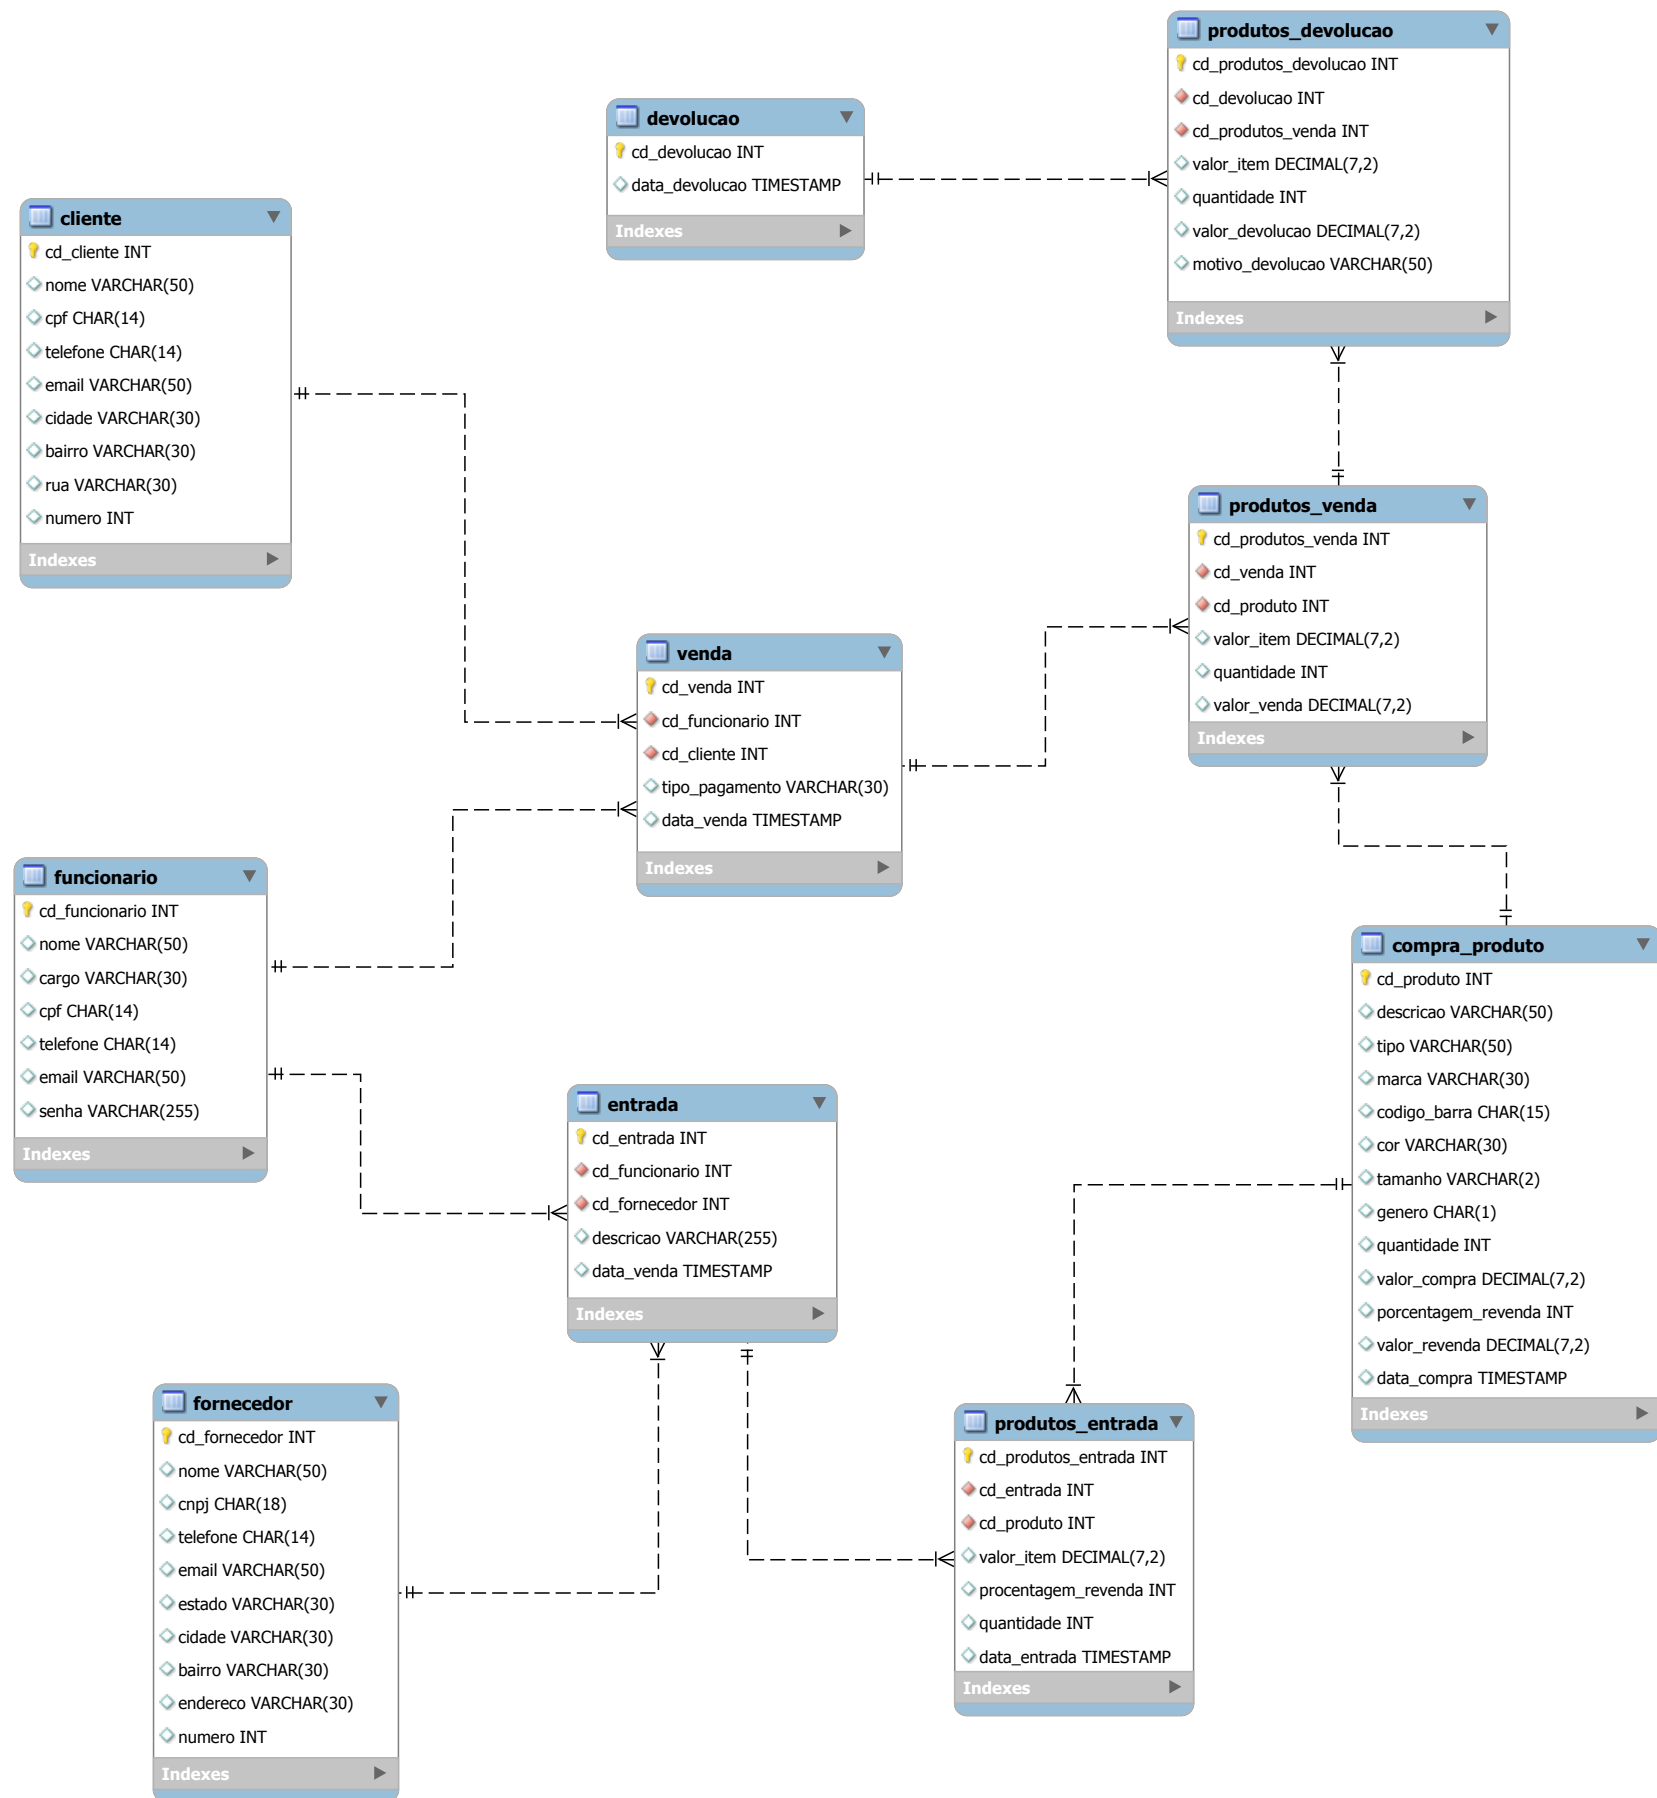 produtos_devolucao
cd_produtos_devolucao INT
cd_devolucao INT
cd_produtos_venda INT
valor_item DECIMAL(7,2)
quantidade INT
valor_devolucao DECIMAL(7,2)
motivo_devolucao VARCHAR(50)
Indexes
devolucao
cd_devolucao INT
data_devolucao TIMESTAMP
Indexes
cliente
cd_cliente INT
nome VARCHAR(50)
cpf CHAR(14)
telefone CHAR(14)
email VARCHAR(50)
cidade VARCHAR(30)
bairro VARCHAR(30)
rua VARCHAR(30)
numero INT
Indexes
produtos_venda
cd_produtos_venda INT
cd_venda INT
cd_produto INT
valor_item DECIMAL(7,2)
quantidade INT
valor_venda DECIMAL(7,2)
Indexes
venda
cd_venda INT
cd_funcionario INT
cd_cliente INT
tipo_pagamento VARCHAR(30)
data_venda TIMESTAMP
Indexes
funcionario
cd_funcionario INT
nome VARCHAR(50)
cargo VARCHAR(30)
cpf CHAR(14)
telefone CHAR(14)
email VARCHAR(50)
senha VARCHAR(255)
Indexes
compra_produto
cd_produto INT
descricao VARCHAR(50)
tipo VARCHAR(50)
marca VARCHAR(30)
codigo_barra CHAR(15)
cor VARCHAR(30)
tamanho VARCHAR(2)
genero CHAR(1)
quantidade INT
valor_compra DECIMAL(7,2)
porcentagem_revenda INT
valor_revenda DECIMAL(7,2)
data_compra TIMESTAMP
Indexes
entrada
cd_entrada INT
cd_funcionario INT
cd_fornecedor INT
descricao VARCHAR(255)
data_venda TIMESTAMP
Indexes
fornecedor
cd_fornecedor INT
nome VARCHAR(50)
cnpj CHAR(18)
telefone CHAR(14)
email VARCHAR(50)
estado VARCHAR(30)
cidade VARCHAR(30)
bairro VARCHAR(30)
endereco VARCHAR(30)
numero INT
Indexes
produtos_entrada
cd_produtos_entrada INT
cd_entrada INT
cd_produto INT
valor_item DECIMAL(7,2)
procentagem_revenda INT
quantidade INT
data_entrada TIMESTAMP
Indexes